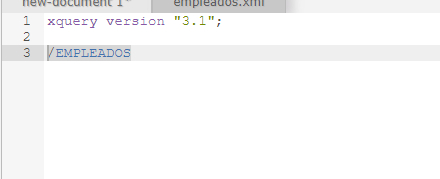 new-document 1* empleados.xml
1 xquery version "3.1";
2
3 /EMPLEADOS